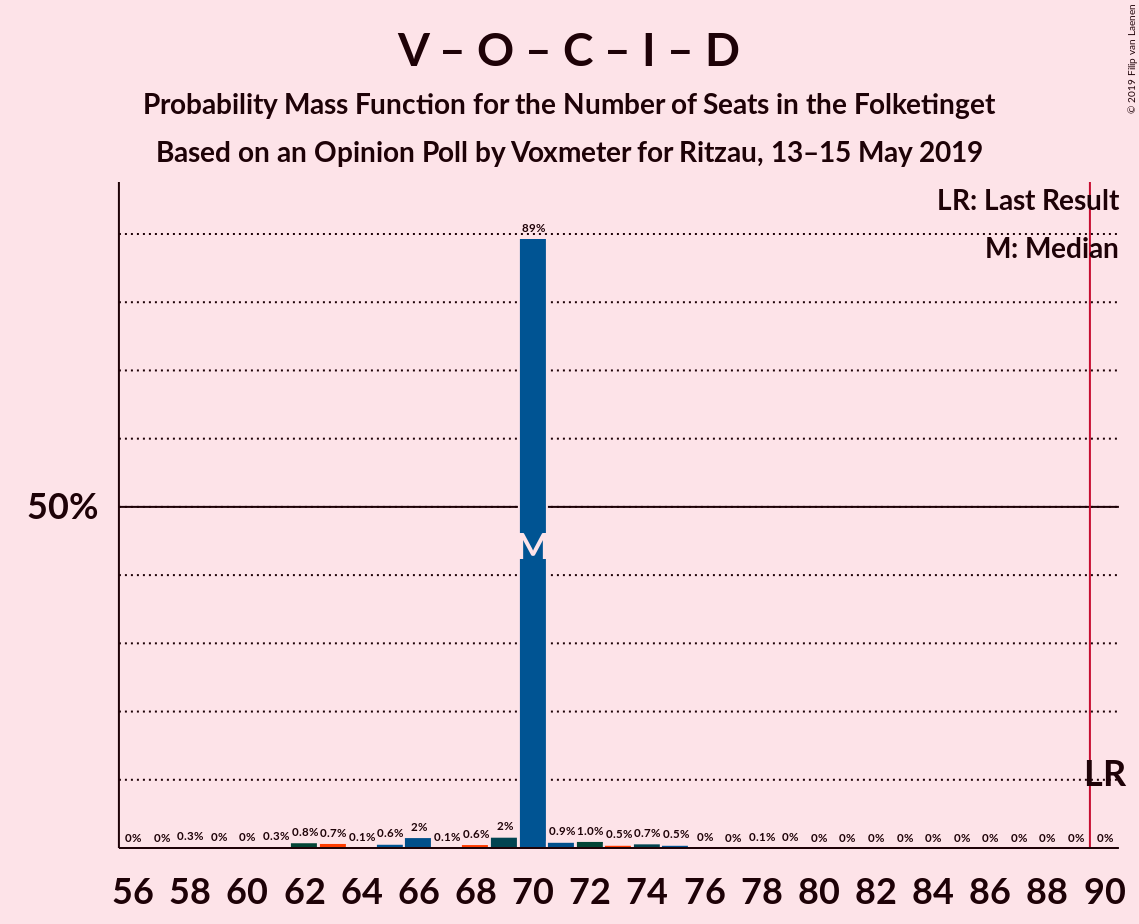 V – O – C – I – D
Probability Mass Function for the Number of Seats in the Folketinget
Based on an Opinion Poll by Voxmeter for Ritzau, 13–15 May 2019
© 2019 Filip van Laenen
LR: Last Result
M: Median
89%
50%
M
LR
0% 0% 0.3% 0% 0% 0.3% 0.8% 0.7% 0.1% 0.6% 2% 0.1% 0.6% 2% 0.9% 1.0% 0.5% 0.7% 0.5% 0% 0% 0.1% 0% 0% 0% 0% 0% 0% 0% 0% 0% 0% 0% 0%
56 58 60 62 64 66 68 70 72 74 76 78 80 82 84 86 88 90